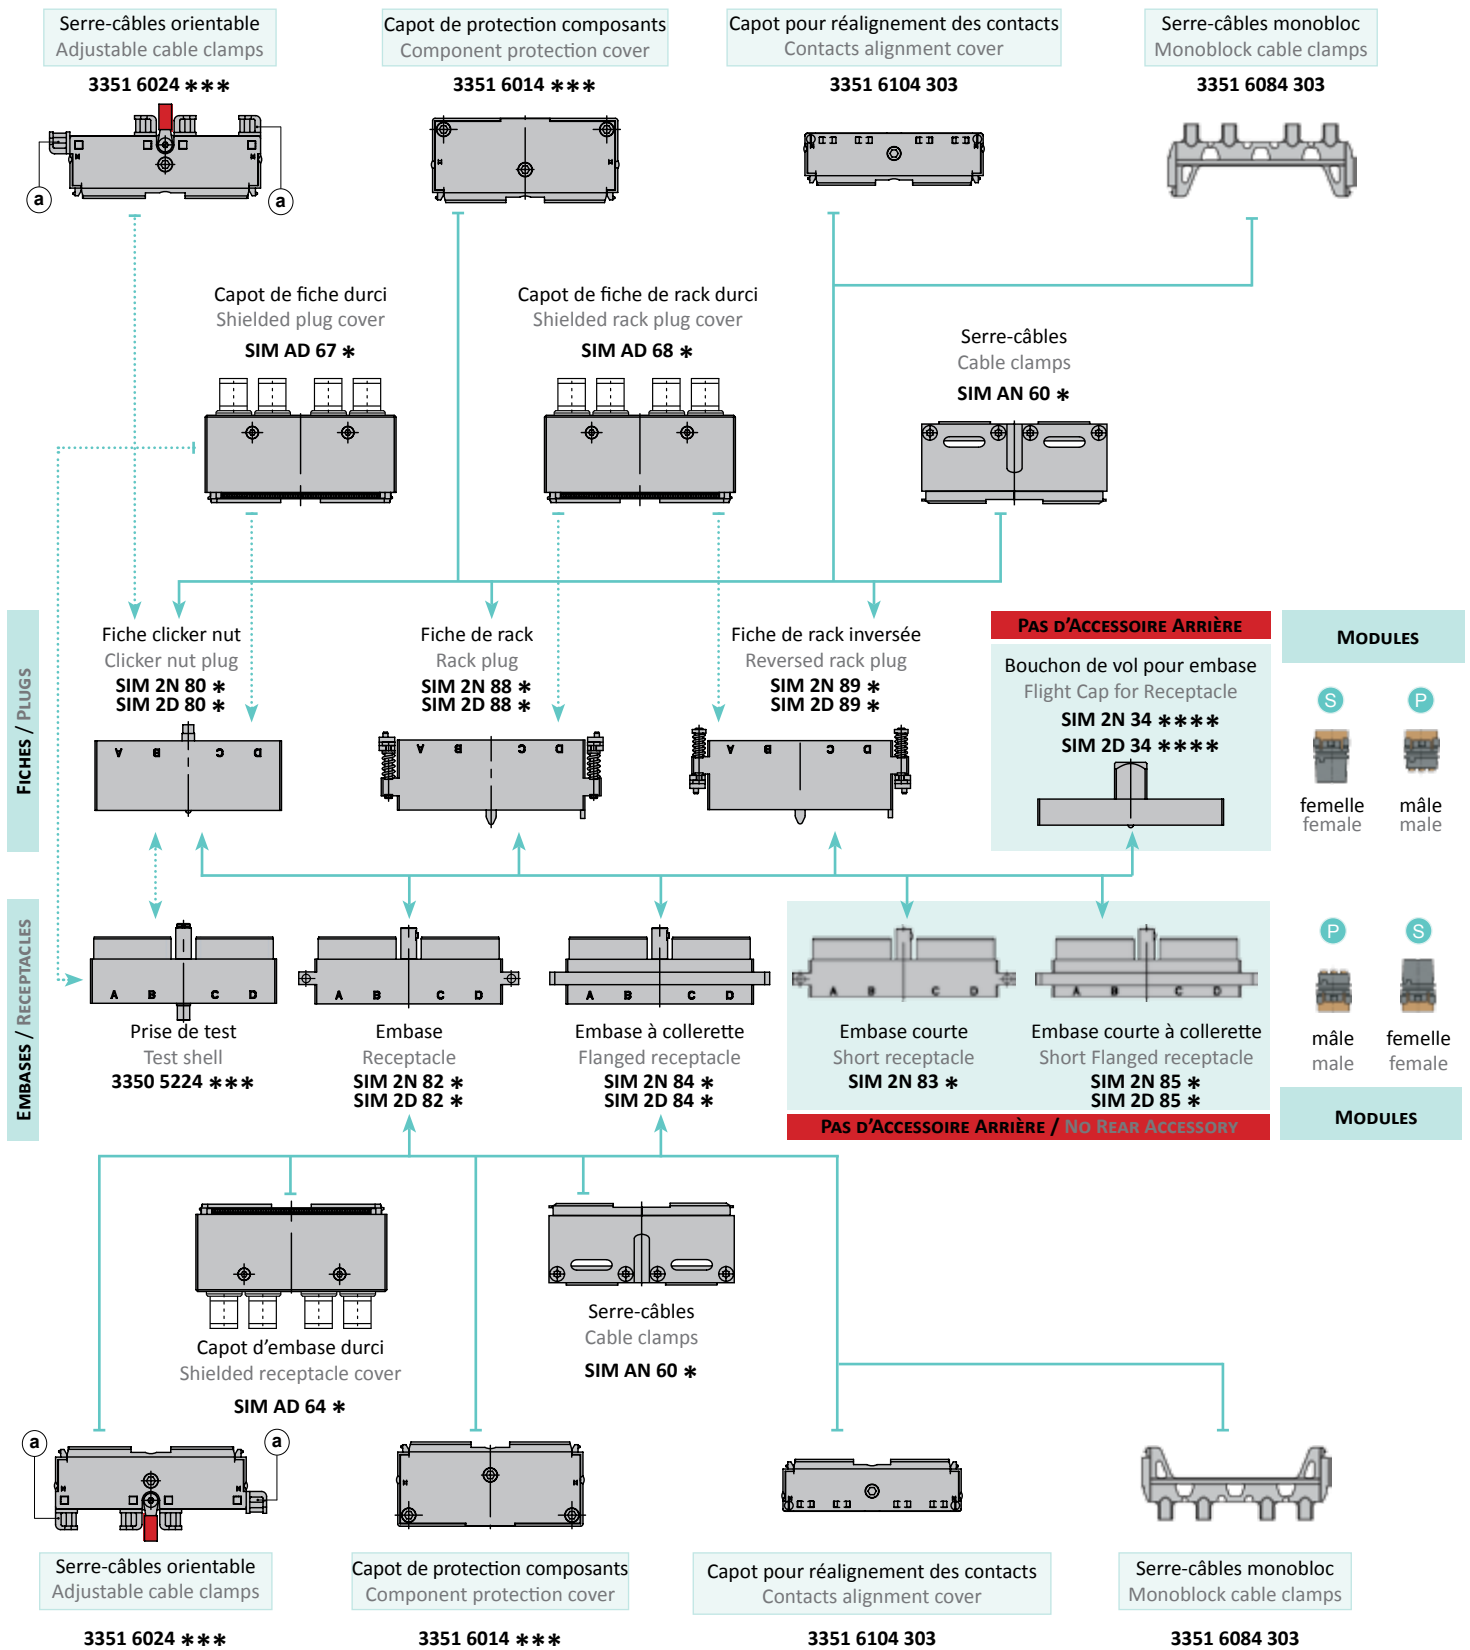 Serre-câbles orientable
Adjustable cable clamps
3351 6024 ***
Capot de protection composants
Component protection cover
3351 6014 ***
Capot pour réalignement des contacts
Contacts alignment cover
3351 6104 303
Serre-câbles monobloc
Monoblock cable clamps
3351 6084 303
a
a
Capot de fiche durci
Shielded plug cover
SIM AD 67 *
Capot de fiche de rack durci
Shielded rack plug cover
SIM AD 68 *
Serre-câbles
Cable clamps
SIM AN 60 *
FICHES / PLUGS
Fiche clicker nut
Clicker nut plug
SIM 2N 80 *
SIM 2D 80 *
A B C D
Fiche de rack
Rack plug
SIM 2N 88 *
SIM 2D 88 *
A B C D
Fiche de rack inversée
Reversed rack plug
SIM 2N 89 *
SIM 2D 89 *
A B C D
PAS D'ACCESSOIRE ARRIÈRE
Bouchon de vol pour embase
Flight Cap for Receptacle
SIM 2N 34 ****
SIM 2D 34 ****
MODULES
S
P
femelle
female
mâle
male
EMBASES / RECEPTACLES
A B C D
Prise de test
Test shell
3350 5224 ***
A B C D
Embase
Receptacle
SIM 2N 82 *
SIM 2D 82 *
A B C D
Embase à collerette
Flanged receptacle
SIM 2N 84 *
SIM 2D 84 *
A B C D
Embase courte
Short receptacle
SIM 2N 83 *
A B C D
Embase courte à collerette
Short Flanged receptacle
SIM 2N 85 *
SIM 2D 85 *
PAS D'ACCESSOIRE ARRIÈRE / NO REAR ACCESSORY
P
S
mâle
male
femelle
female
MODULES
Capot d'embase durci
Shielded receptacle cover
SIM AD 64 *
Serre-câbles
Cable clamps
SIM AN 60 *
a
a
Serre-câbles orientable
Adjustable cable clamps
3351 6024 ***
Capot de protection composants
Component protection cover
3351 6014 ***
Capot pour réalignement des contacts
Contacts alignment cover
3351 6104 303
Serre-câbles monobloc
Monoblock cable clamps
3351 6084 303